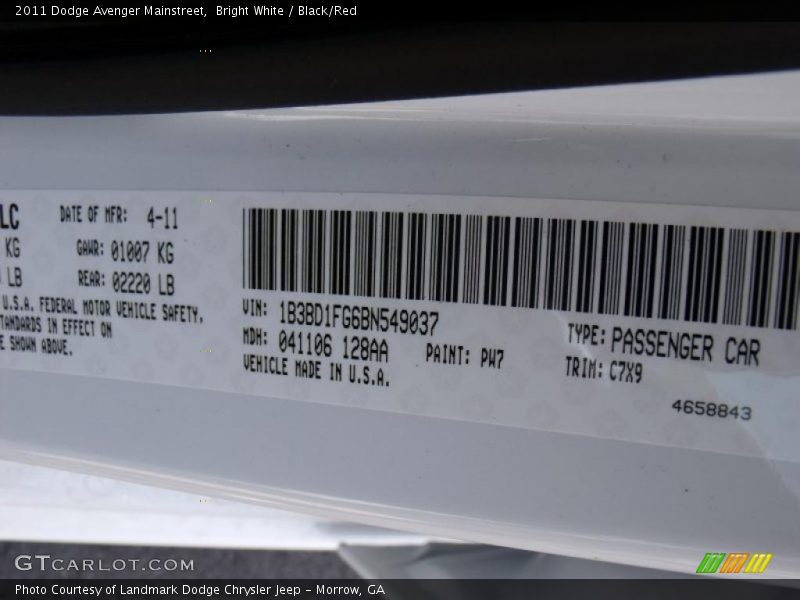 2011 Dodge Avenger Mainstreet,  Bright White / Black/Red
LC DATE OF MFR: 4-11
KG GAWR: 01007 KG
LB REAR: 02220 LB
U.S.A. FEDERAL MOTOR VEHICLE SAFETY,
TANDARDS IN EFFECT ON
E SHOWN ABOVE.
VIN: 1B3BD1FG6BN549037
MDH: 041106 128AA PAINT: PW7
VEHICLE MADE IN U.S.A.
TYPE: PASSENGER CAR
TRIM: C7X9
4658843
GTCARLOT.COM
Photo Courtesy of Landmark Dodge Chrysler Jeep - Morrow, GA